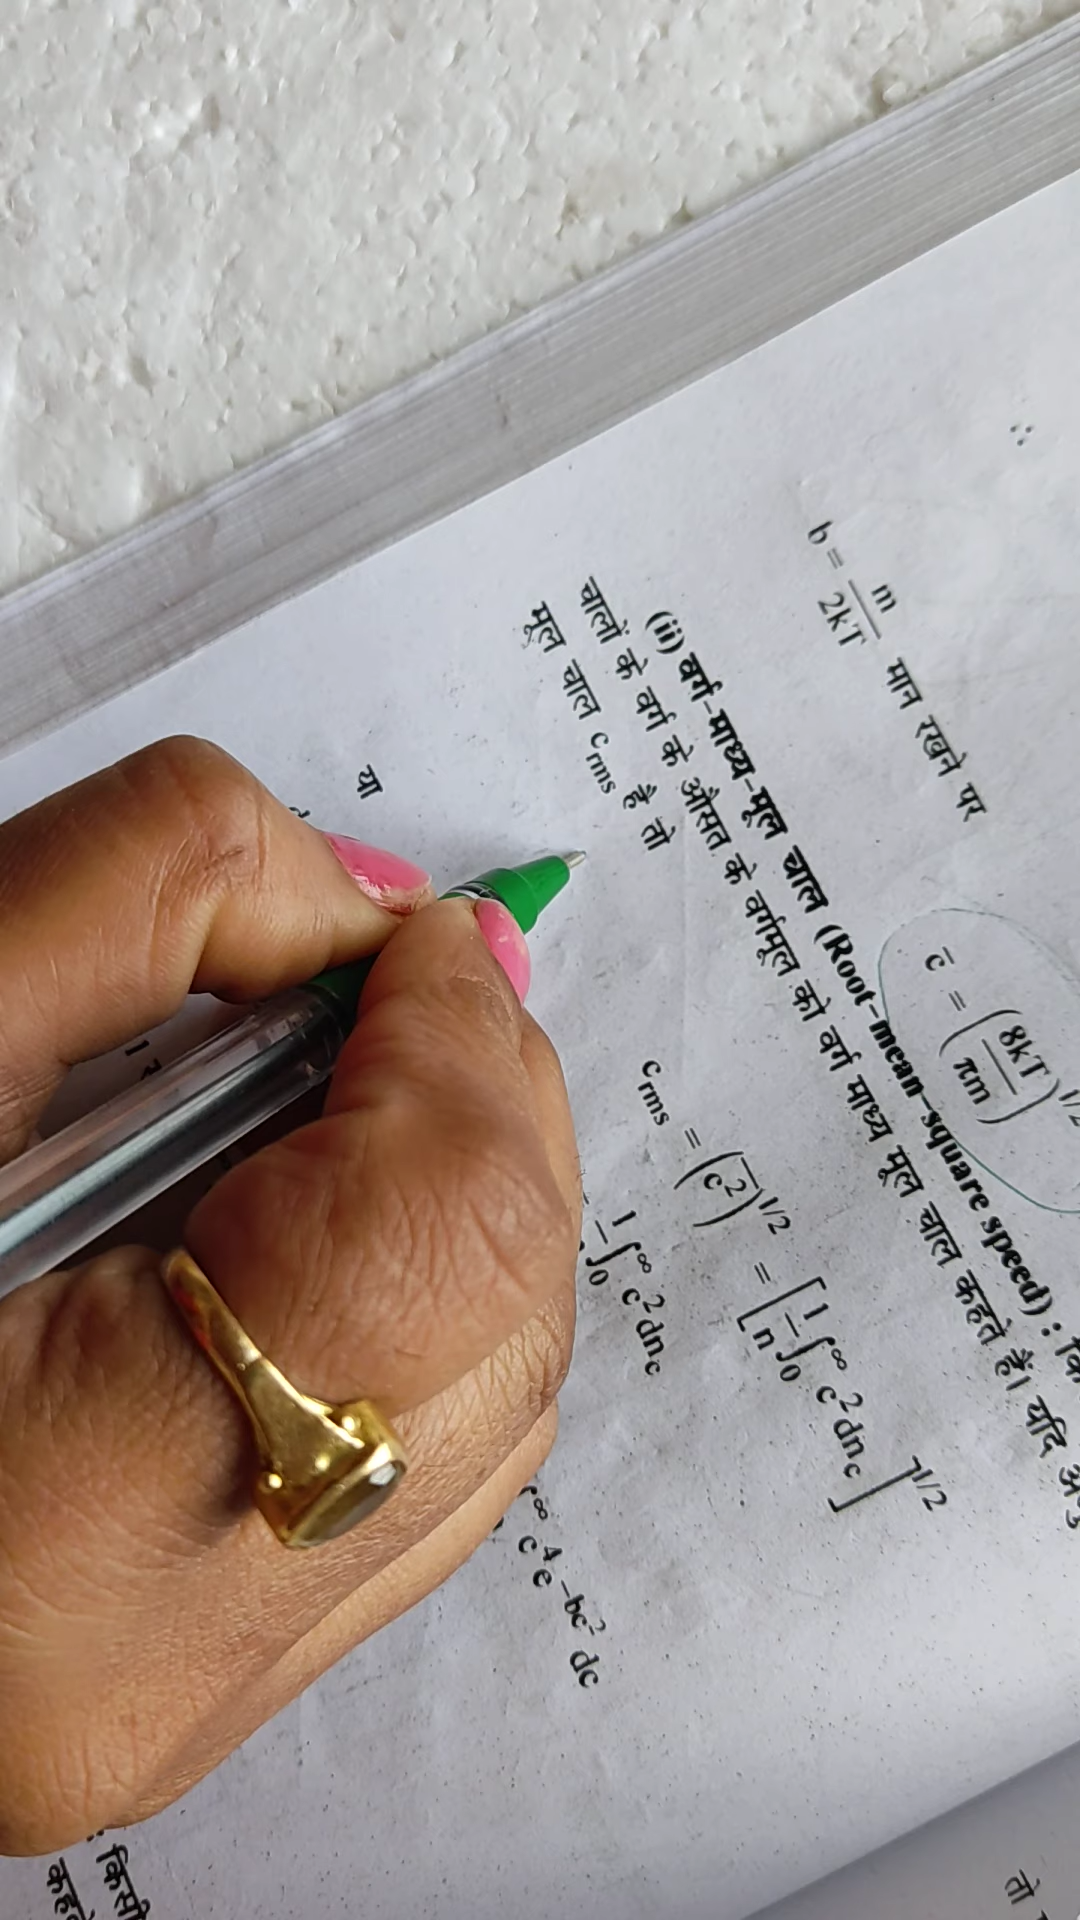 ∴
b = m/2kT मान रखने पर
c̄ = (8kT/πm)^1/2
(ii) वर्ग-माध्य-मूल चाल (Root-mean-square speed) :
चालों के वर्ग के औसत के वर्गमूल को वर्ग माध्य मूल चाल कहते हैं। यदि
मूल चाल c_rms है तो
c_rms = (c̄²)^1/2 = [1/n ∫₀^∞ c² dn_c]^1/2
या
1/ ∫₀^∞ c² dn_c
∞ c⁴ e^−bc² dc
: किसी
तो